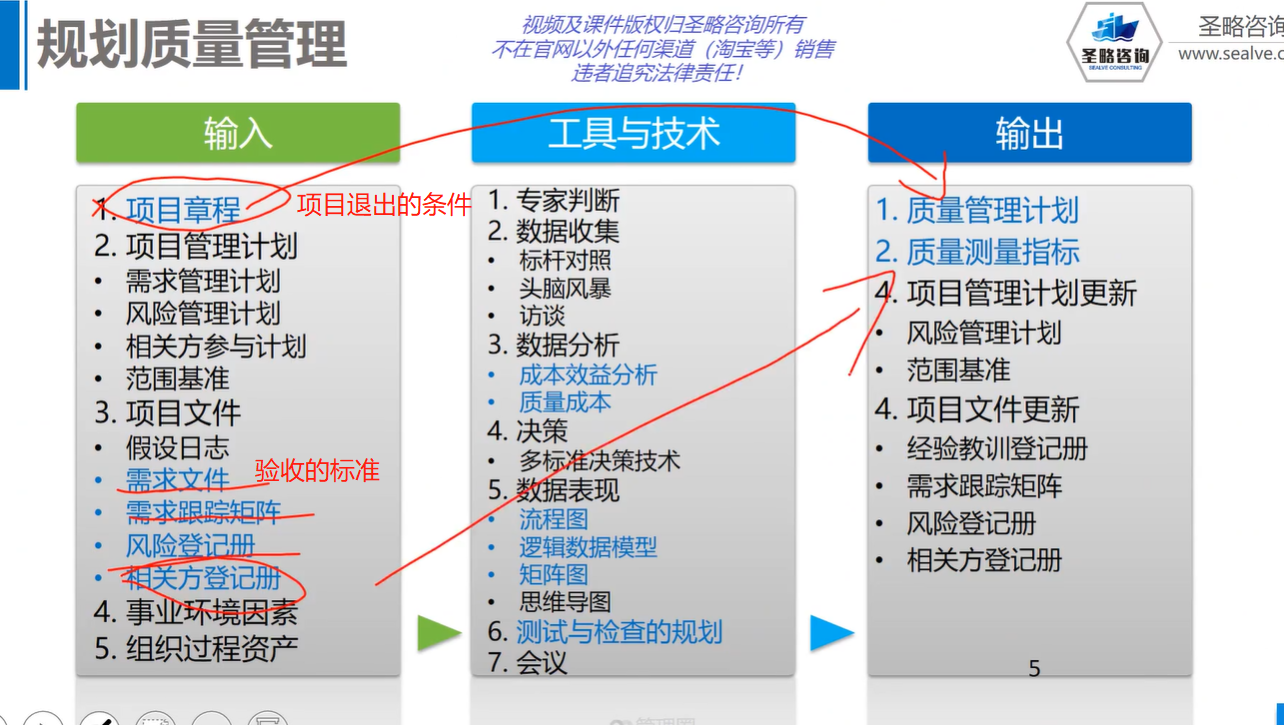 规划质量管理
视频及课件版权归圣略咨询所有
不在官网以外任何渠道（淘宝等）销售
违者追究法律责任！
圣略咨询
SEALVE CONSULTING
圣略咨询
www.sealve.c
输入
1. 项目章程
项目退出的条件
2. 项目管理计划
• 需求管理计划
• 风险管理计划
• 相关方参与计划
• 范围基准
3. 项目文件
• 假设日志
• 需求文件
验收的标准
• 需求跟踪矩阵
• 风险登记册
• 相关方登记册
4. 事业环境因素
5. 组织过程资产
工具与技术
1. 专家判断
2. 数据收集
• 标杆对照
• 头脑风暴
• 访谈
3. 数据分析
• 成本效益分析
• 质量成本
4. 决策
• 多标准决策技术
5. 数据表现
• 流程图
• 逻辑数据模型
• 矩阵图
• 思维导图
6. 测试与检查的规划
7. 会议
输出
1. 质量管理计划
2. 质量测量指标
4. 项目管理计划更新
• 风险管理计划
• 范围基准
4. 项目文件更新
• 经验教训登记册
• 需求跟踪矩阵
• 风险登记册
• 相关方登记册
5